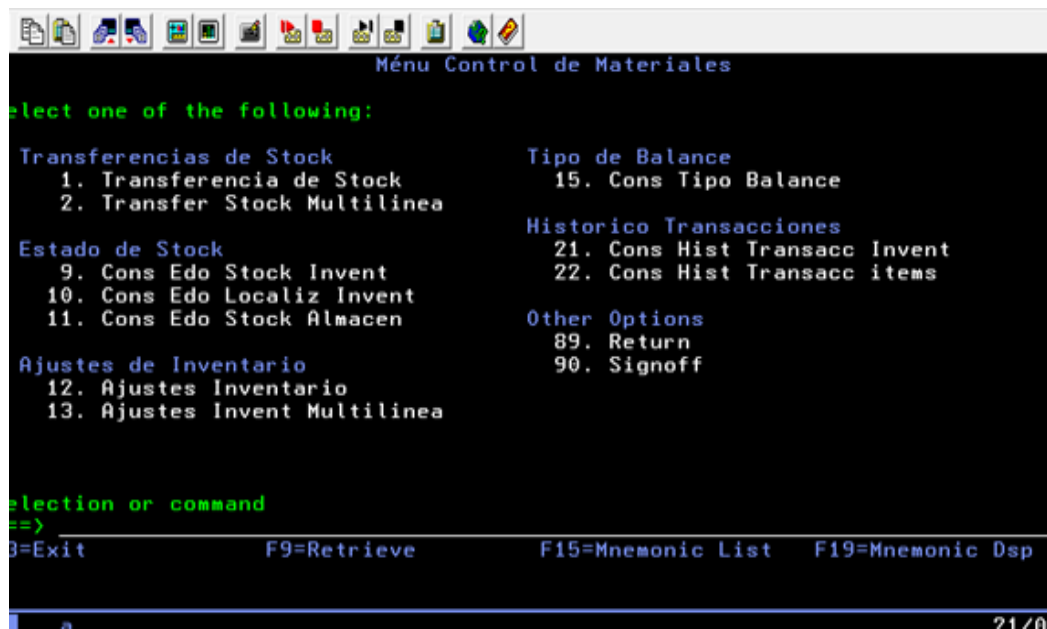 Ménu Control de Materiales
elect one of the following:
Transferencias de Stock
1. Transferencia de Stock
2. Transfer Stock Multilinea
Estado de Stock
9. Cons Edo Stock Invent
10. Cons Edo Localiz Invent
11. Cons Edo Stock Almacen
Ajustes de Inventario
12. Ajustes Inventario
13. Ajustes Invent Multilinea
Tipo de Balance
15. Cons Tipo Balance
Historico Transacciones
21. Cons Hist Transacc Invent
22. Cons Hist Transacc items
Other Options
89. Return
90. Signoff
election or command
==>
3=Exit F9=Retrieve F15=Mnemonic List F19=Mnemonic Dsp
a 21/0